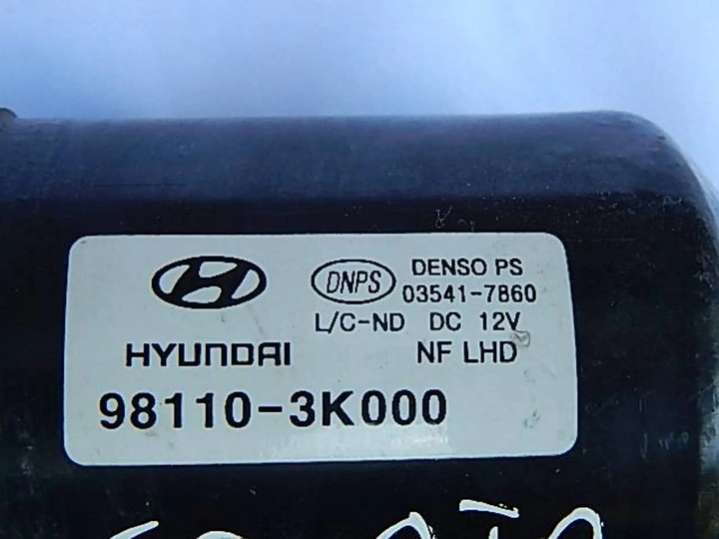 DNPS
DENSO PS
03541-7860
L/C-ND DC 12V
HYUNDAI
NF LHD
98110-3K000